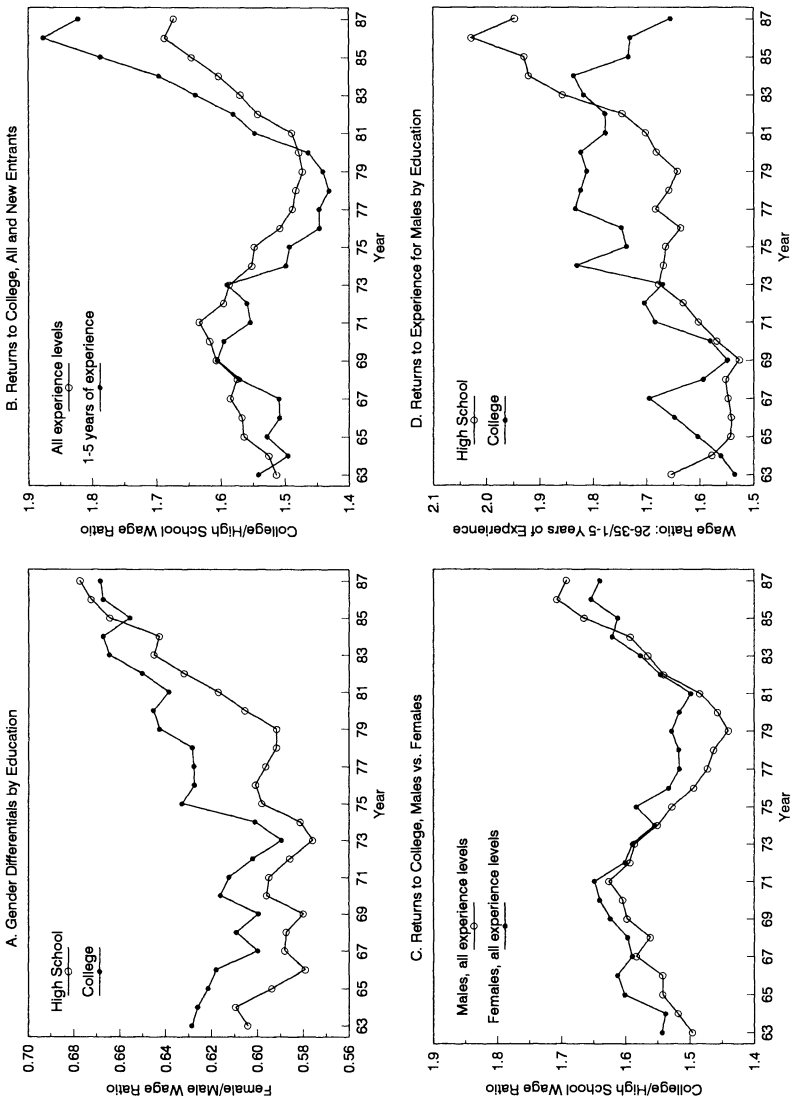 A. Gender Differentials by Education
High School
College
Female/Male Wage Ratio
0.70
0.68
0.66
0.64
0.62
0.60
0.58
0.56
63 65 67 69 71 73 75 77 79 81 83 85 87
Year
B. Returns to College, All and New Entrants
All experience levels
1-5 years of experience
College/High School Wage Ratio
1.9
1.8
1.7
1.6
1.5
1.4
63 65 67 69 71 73 75 77 79 81 83 85 87
Year
C. Returns to College, Males vs. Females
Males, all experience levels
Females, all experience levels
College/High School Wage Ratio
1.9
1.8
1.7
1.6
1.5
1.4
63 65 67 69 71 73 75 77 79 81 83 85 87
Year
D. Returns to Experience for Males by Education
High School
College
Wage Ratio: 26-35/1-5 Years of Experience
2.1
2.0
1.9
1.8
1.7
1.6
1.5
63 65 67 69 71 73 75 77 79 81 83 85 87
Year